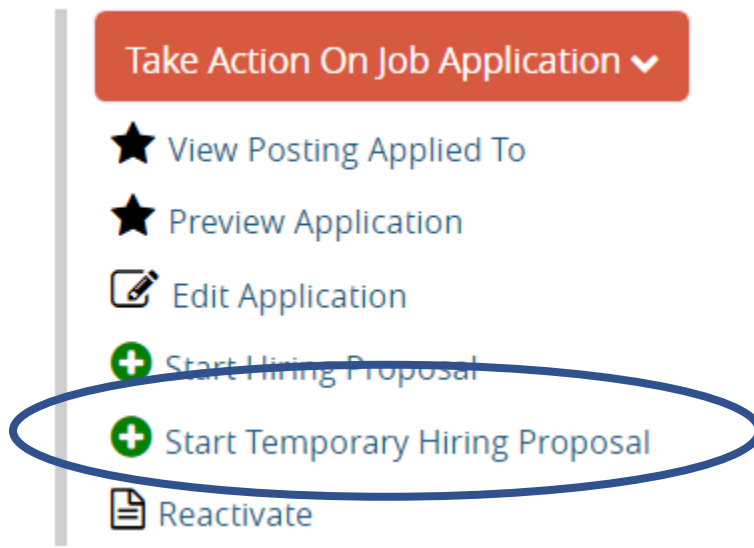 Take Action On Job Application
View Posting Applied To
Preview Application
Edit Application
Start Hiring Proposal
Start Temporary Hiring Proposal
Reactivate